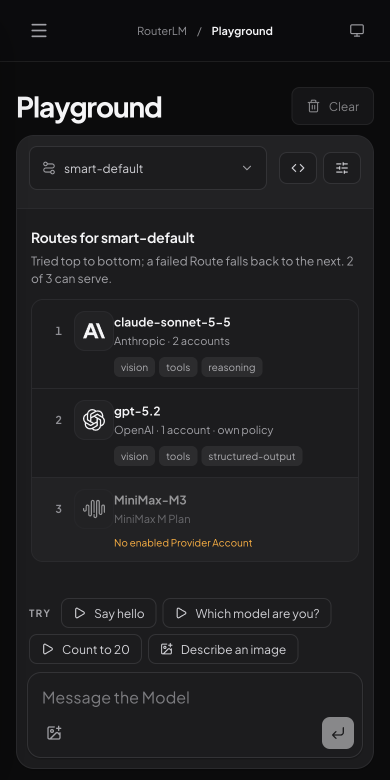 RouterLM / Playground
Playground
Clear
smart-default
Routes for smart-default
Tried top to bottom; a failed Route falls back to the next. 2
of 3 can serve.
1
claude-sonnet-5-5
Anthropic · 2 accounts
vision tools reasoning
2
gpt-5.2
OpenAI · 1 account · own policy
vision tools structured-output
3
MiniMax-M3
MiniMax M Plan
No enabled Provider Account
TRY Say hello Which model are you?
Count to 20 Describe an image
Message the Model